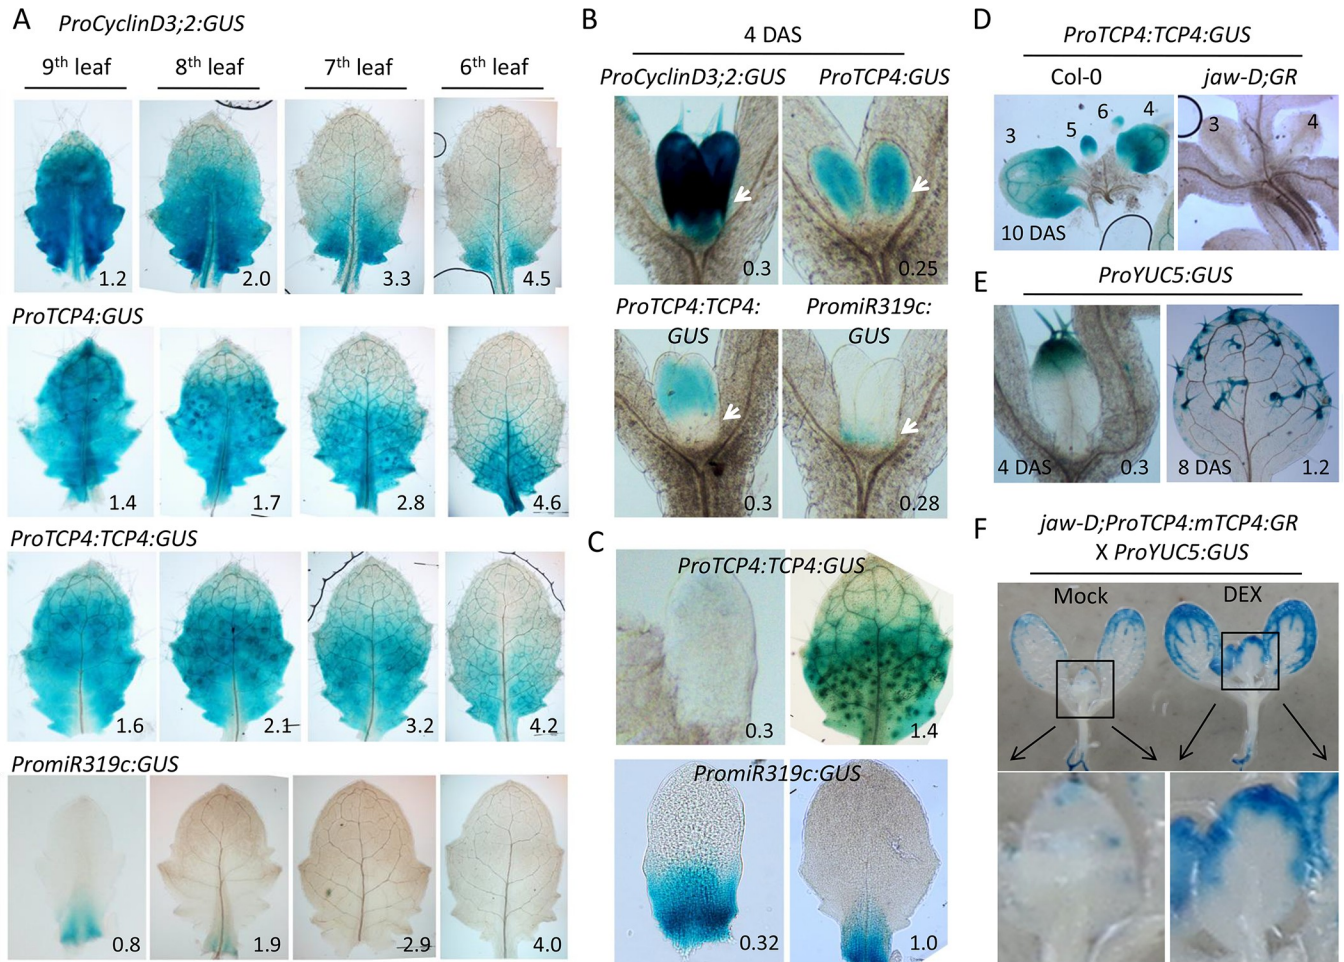 A
ProCyclinD3;2:GUS
9th leaf 8th leaf 7th leaf 6th leaf
1.2 2.0 3.3 4.5
ProTCP4:GUS
1.4 1.7 2.8 4.6
ProTCP4:TCP4:GUS
1.6 2.1 3.2 4.2
PromiR319c:GUS
0.8 1.9 2.9 4.0
B
4 DAS
ProCyclinD3;2:GUS ProTCP4:GUS
0.3 0.25
ProTCP4:TCP4: PromiR319c:
GUS GUS
0.3 0.28
C
ProTCP4:TCP4:GUS
0.3 1.4
PromiR319c:GUS
0.32 1.0
D
ProTCP4:TCP4:GUS
Col-0 jaw-D;GR
3 5 6 4 3 4
10 DAS
E
ProYUC5:GUS
4 DAS 0.3 8 DAS 1.2
F
jaw-D;ProTCP4:mTCP4:GR
X ProYUC5:GUS
Mock DEX